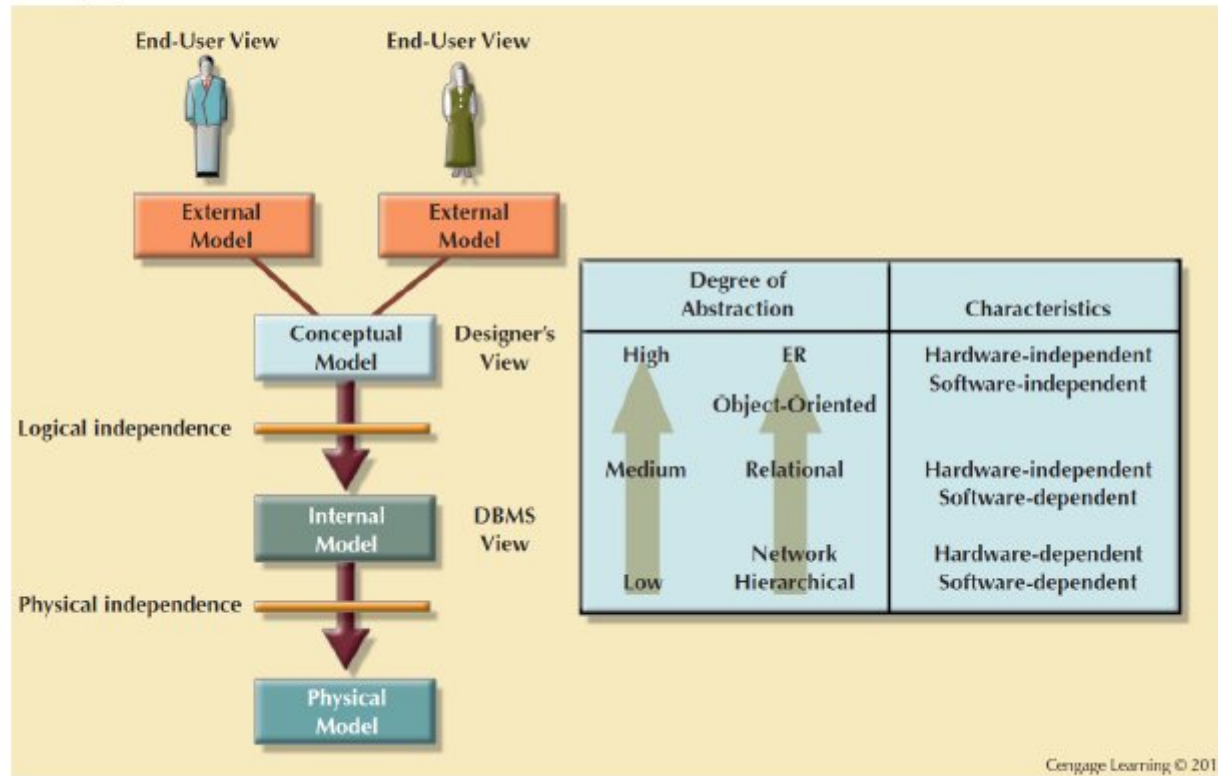 End-User View
End-User View
External
Model
External
Model
Conceptual
Model
Designer's
View
Logical independence
Internal
Model
DBMS
View
Physical independence
Physical
Model
Degree of
Abstraction
Characteristics
High
ER
Hardware-independent
Software-independent
Object-Oriented
Medium
Relational
Hardware-independent
Software-dependent
Low
Network
Hierarchical
Hardware-dependent
Software-dependent
Cengage Learning © 201